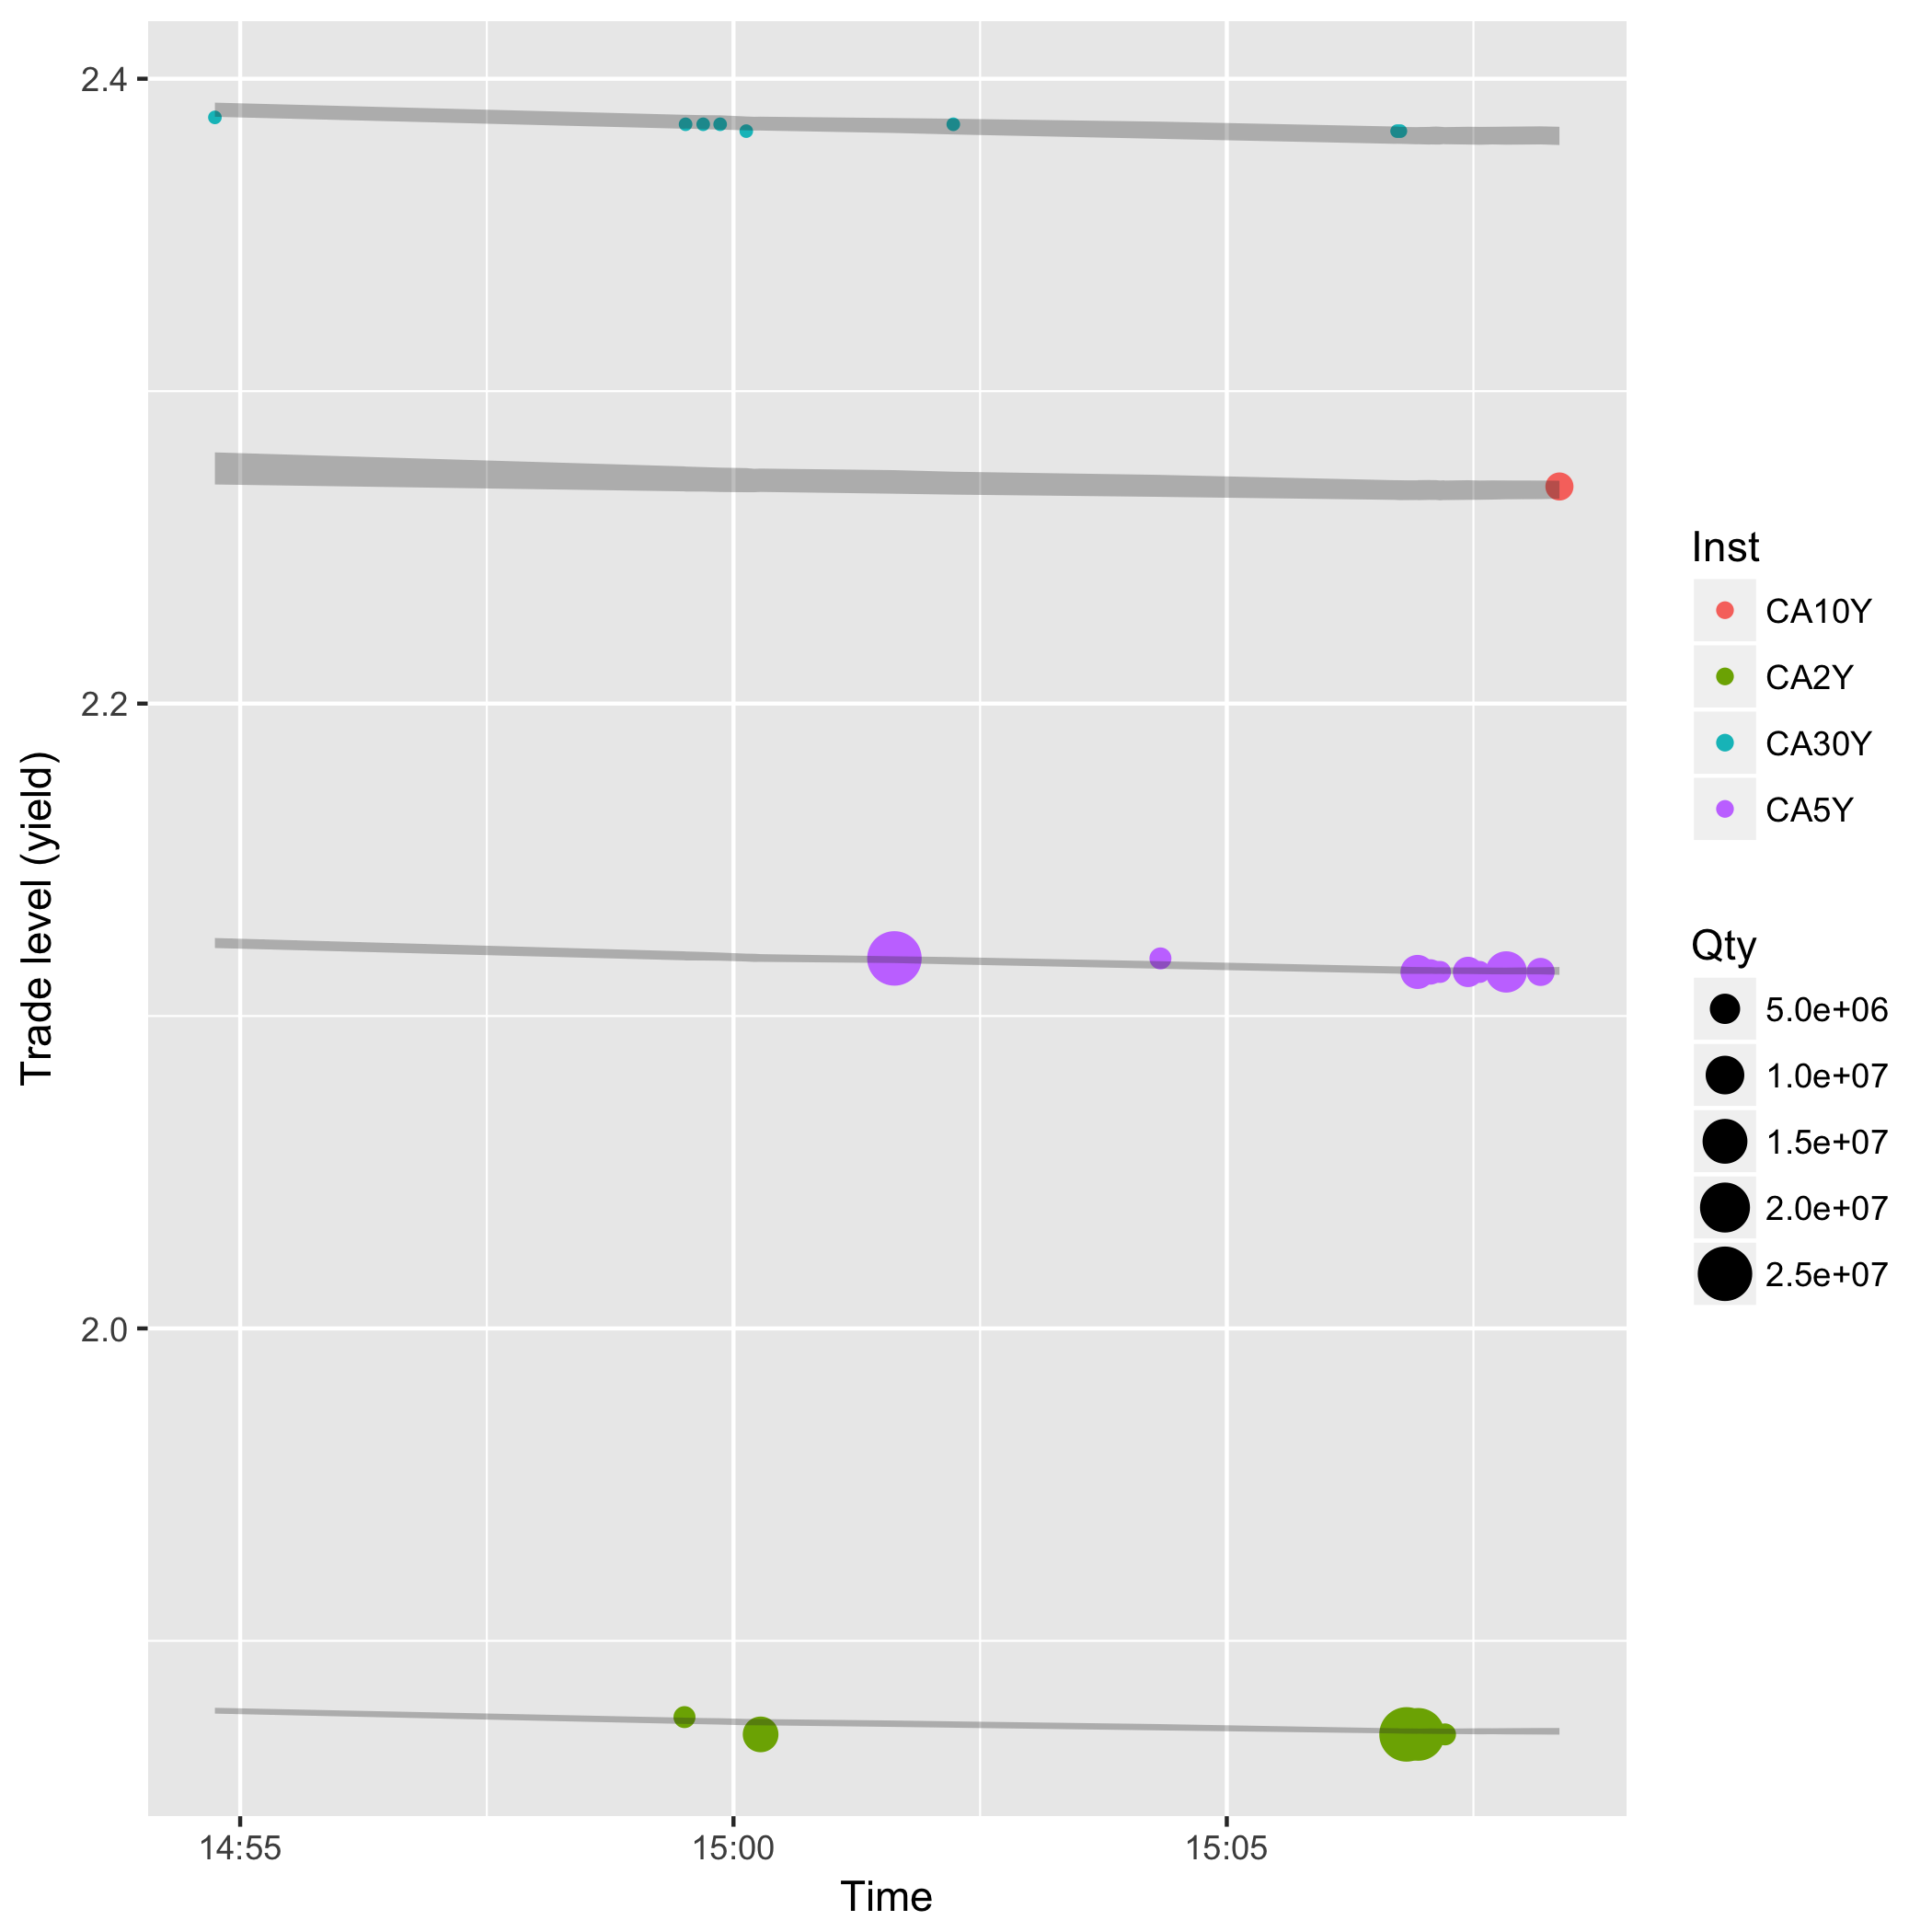 2.4
2.2
2.0
Trade level (yield)
14:55
15:00
15:05
Time
Inst
CA10Y
CA2Y
CA30Y
CA5Y
Qty
5.0e+06
1.0e+07
1.5e+07
2.0e+07
2.5e+07